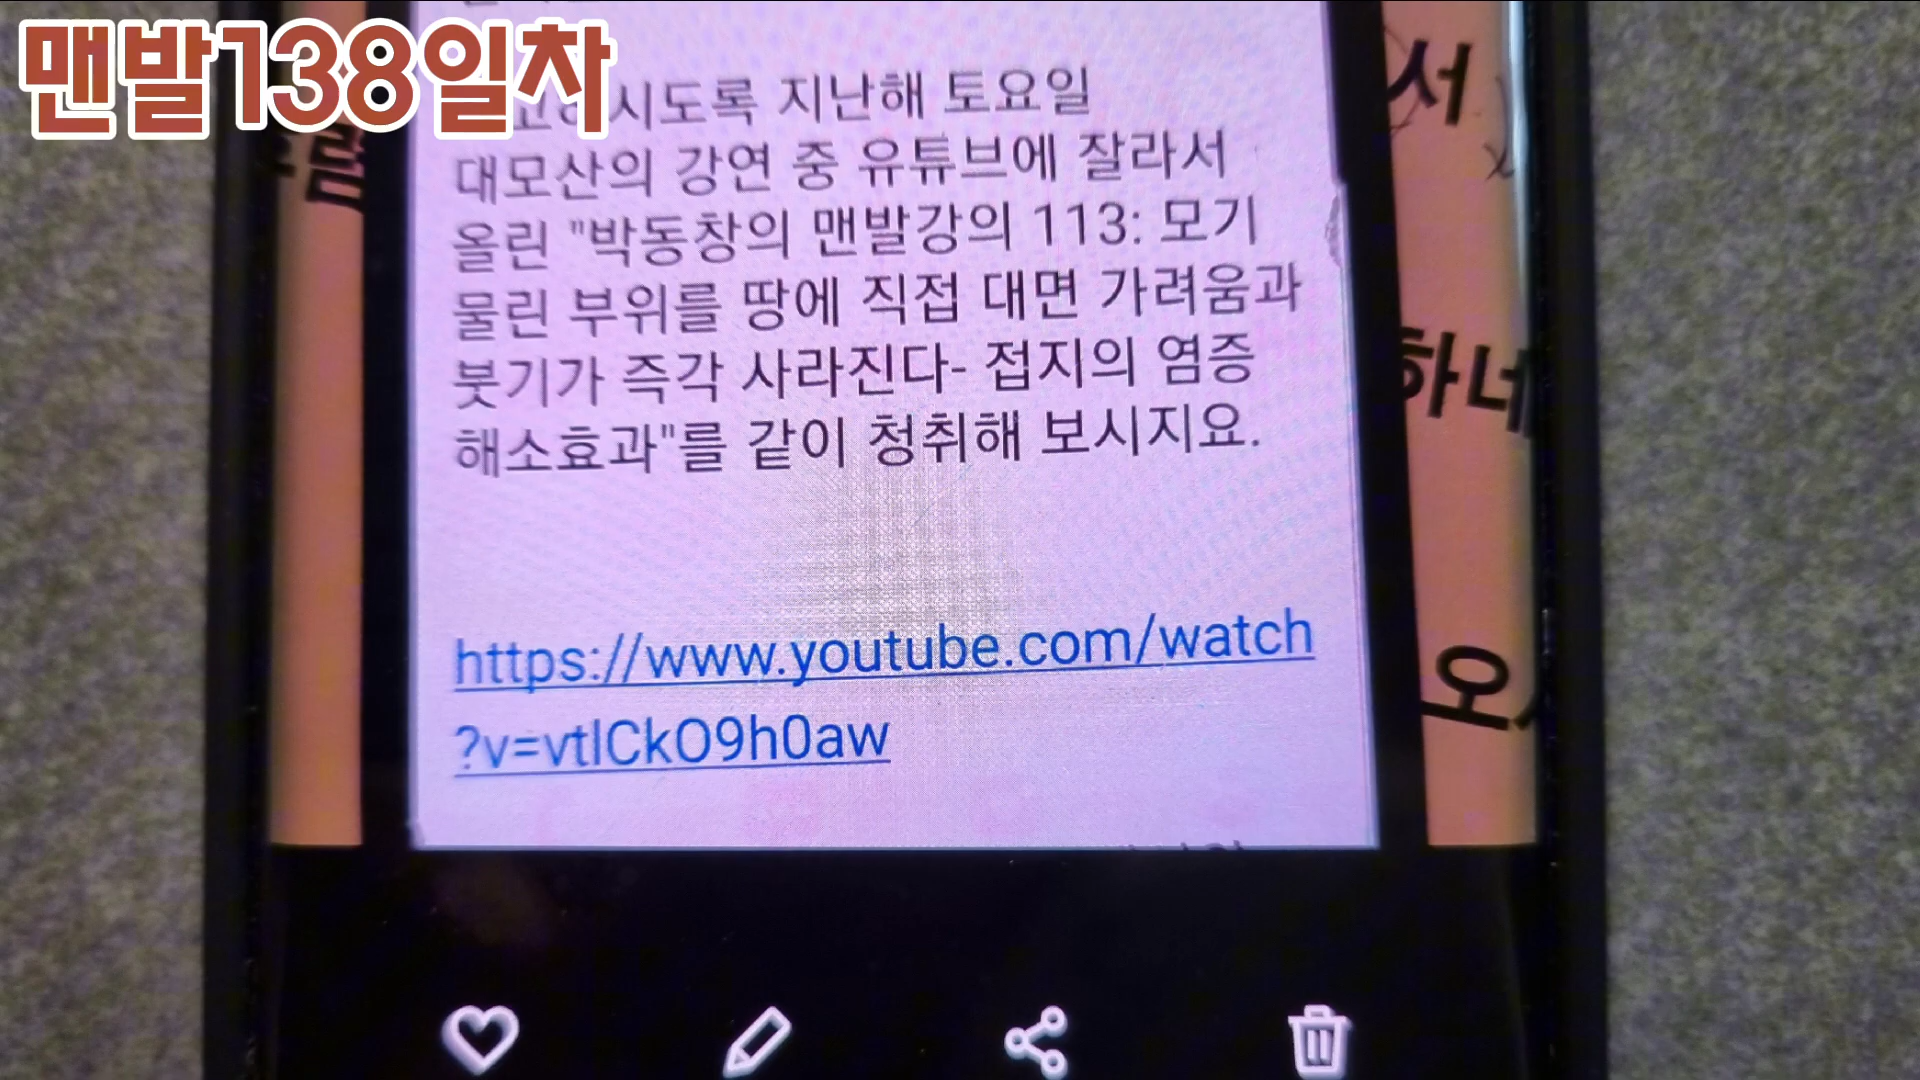 맨발138일차
시도록 지난해 토요일
대모산의 강연 중 유튜브에 잘라서
올린 "박동창의 맨발강의 113: 모기
물린 부위를 땅에 직접 대면 가려움과
붓기가 즉각 사라진다- 접지의 염증
해소효과"를 같이 청취해 보시지요.
https://www.youtube.com/watch
?v=vtlCkO9h0aw
서
하네
오